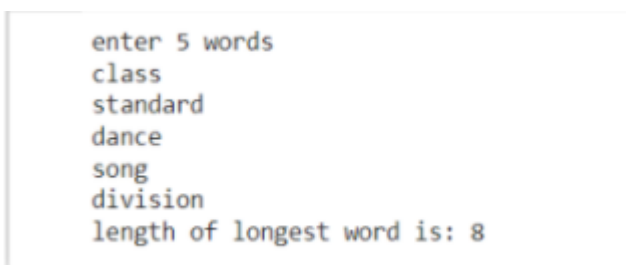 enter 5 words
class
standard
dance
song
division
length of longest word is: 8